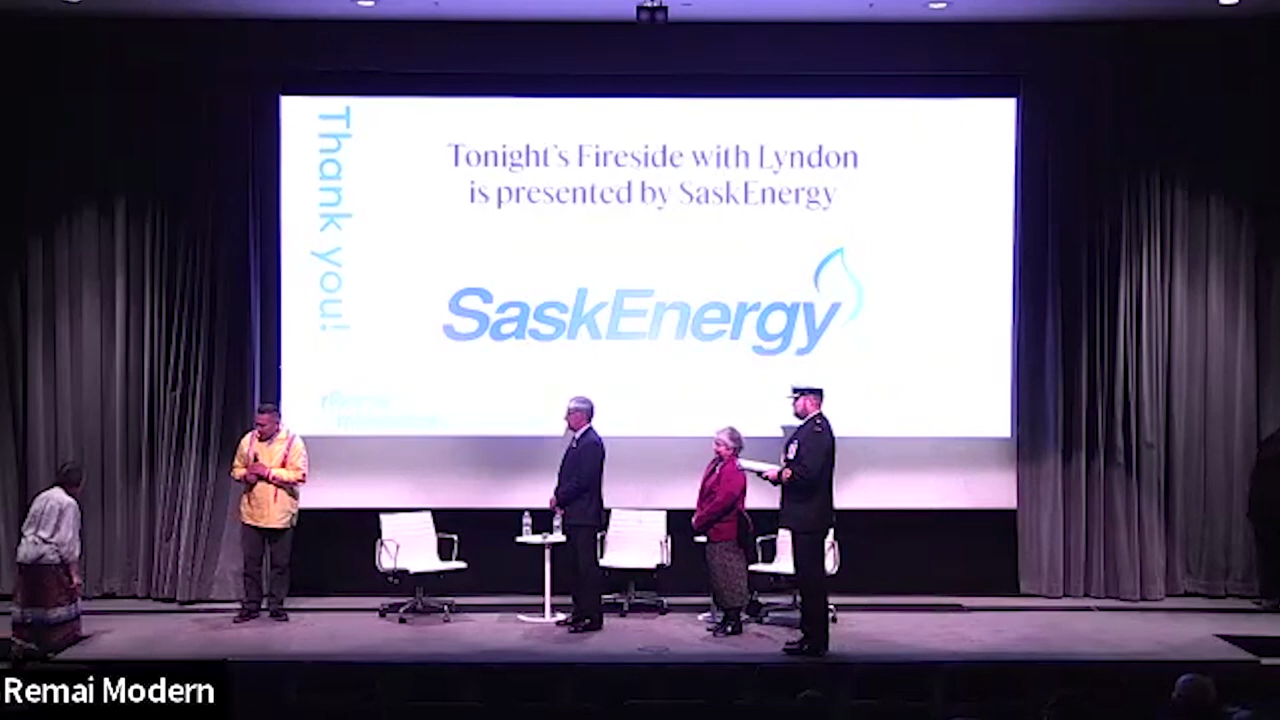 Thank you!
Tonight's Fireside with Lyndon
is presented by SaskEnergy
SaskEnergy
Remai Modern